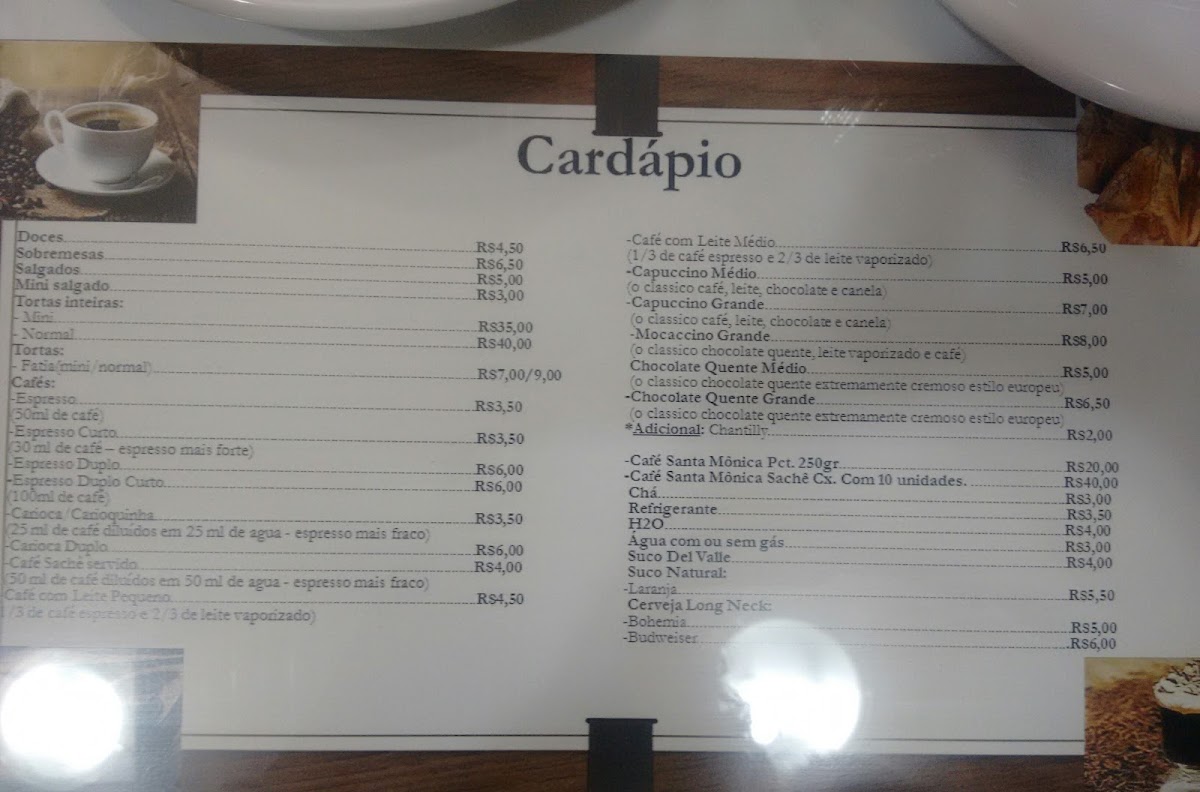 Cardápio
Doces R$4,50
Sobremesas R$6,50
Salgados R$5,00
Mini salgado R$3,00
Tortas inteiras:
- Mini R$35,00
- Normal R$40,00
Tortas:
- Fatia(mini/normal) R$7,00/9,00
Cafés:
-Espresso R$3,50
(50ml de café)
-Espresso Curto R$3,50
(30 ml de café – espresso mais forte)
-Espresso Duplo R$6,00
-Espresso Duplo Curto R$6,00
(100ml de café)
-Carioca/Carioquinha R$3,50
(25 ml de café diluídos em 25 ml de agua - espresso mais fraco)
-Carioca Duplo R$6,00
-Café Sachê servido R$4,00
(50 ml de café diluídos em 50 ml de agua - espresso mais fraco)
Café com Leite Pequeno R$4,50
1/3 de café espresso e 2/3 de leite vaporizado)
-Café com Leite Médio R$6,50
(1/3 de café espresso e 2/3 de leite vaporizado)
-Capuccino Médio R$5,00
(o classico café, leite, chocolate e canela)
-Capuccino Grande R$7,00
(o classico café, leite, chocolate e canela)
-Mocaccino Grande R$8,00
(o classico chocolate quente, leite vaporizado e café)
Chocolate Quente Médio R$5,00
(o classico chocolate quente extremamente cremoso estilo europeu)
-Chocolate Quente Grande R$6,50
(o classico chocolate quente extremamente cremoso estilo europeu)
*Adicional: Chantilly R$2,00
-Café Santa Mônica Pct. 250gr R$20,00
-Café Santa Mônica Sachê Cx. Com 10 unidades. R$40,00
Chá R$3,00
Refrigerante R$3,50
H2O R$4,00
Água com ou sem gás R$3,00
Suco Del Valle R$4,00
Suco Natural:
-Laranja R$5,50
Cerveja Long Neck:
-Bohemia R$5,00
-Budweiser R$6,00